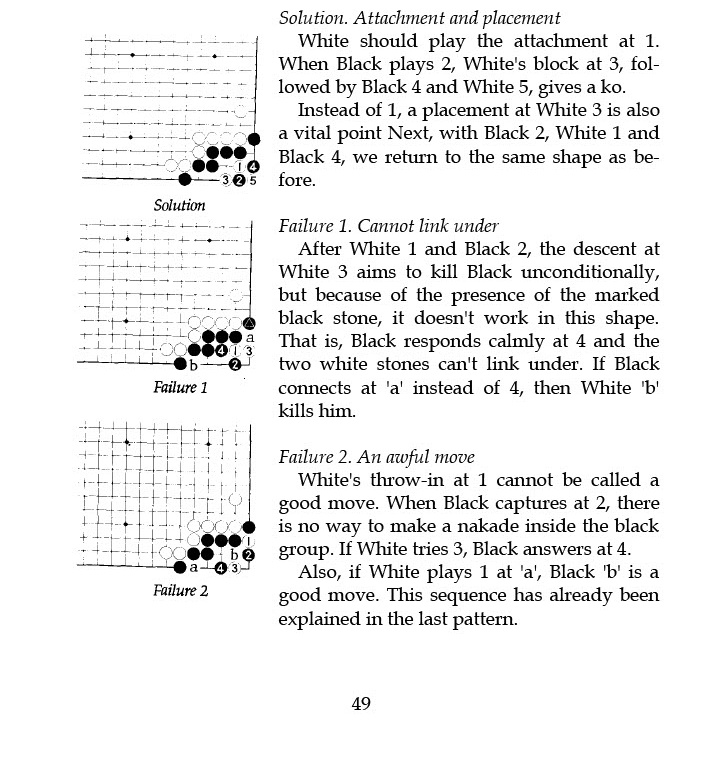 Solution. Attachment and placement
White should play the attachment at 1.
When Black plays 2, White's block at 3, fol-
lowed by Black 4 and White 5, gives a ko.
Instead of 1, a placement at White 3 is also
a vital point Next, with Black 2, White 1 and
Black 4, we return to the same shape as be-
fore.
1 4
3 2 5
Solution
Failure 1. Cannot link under
After White 1 and Black 2, the descent at
White 3 aims to kill Black unconditionally,
but because of the presence of the marked
black stone, it doesn't work in this shape.
That is, Black responds calmly at 4 and the
two white stones can't link under. If Black
connects at 'a' instead of 4, then White 'b'
kills him.
a
4 1 3
b 2
Failure 1
Failure 2. An awful move
White's throw-in at 1 cannot be called a
good move. When Black captures at 2, there
is no way to make a nakade inside the black
group. If White tries 3, Black answers at 4.
Also, if White plays 1 at 'a', Black 'b' is a
good move. This sequence has already been
explained in the last pattern.
1
b 2
a 4 3
Failure 2
49